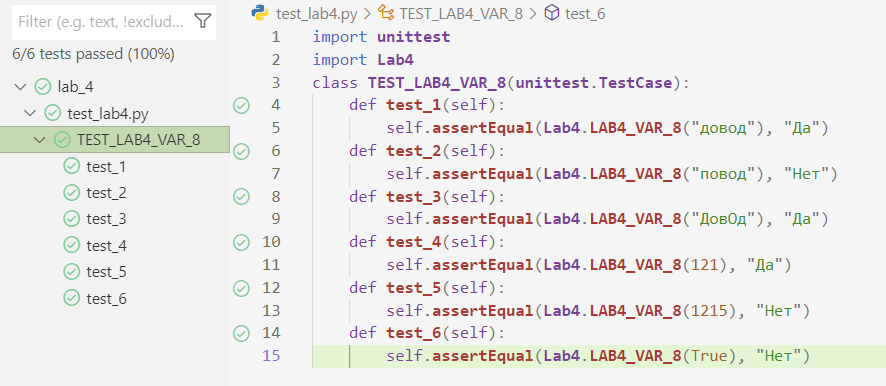 Filter (e.g. text, !exclud...
6/6 tests passed (100%)
lab_4
test_lab4.py
TEST_LAB4_VAR_8
test_1
test_2
test_3
test_4
test_5
test_6
test_lab4.py > TEST_LAB4_VAR_8 > test_6
1 import unittest
2 import Lab4
3 class TEST_LAB4_VAR_8(unittest.TestCase):
4 def test_1(self):
5 self.assertEqual(Lab4.LAB4_VAR_8("довод"), "Да")
6 def test_2(self):
7 self.assertEqual(Lab4.LAB4_VAR_8("повод"), "Нет")
8 def test_3(self):
9 self.assertEqual(Lab4.LAB4_VAR_8("ДовОд"), "Да")
10 def test_4(self):
11 self.assertEqual(Lab4.LAB4_VAR_8(121), "Да")
12 def test_5(self):
13 self.assertEqual(Lab4.LAB4_VAR_8(1215), "Нет")
14 def test_6(self):
15 self.assertEqual(Lab4.LAB4_VAR_8(True), "Нет")